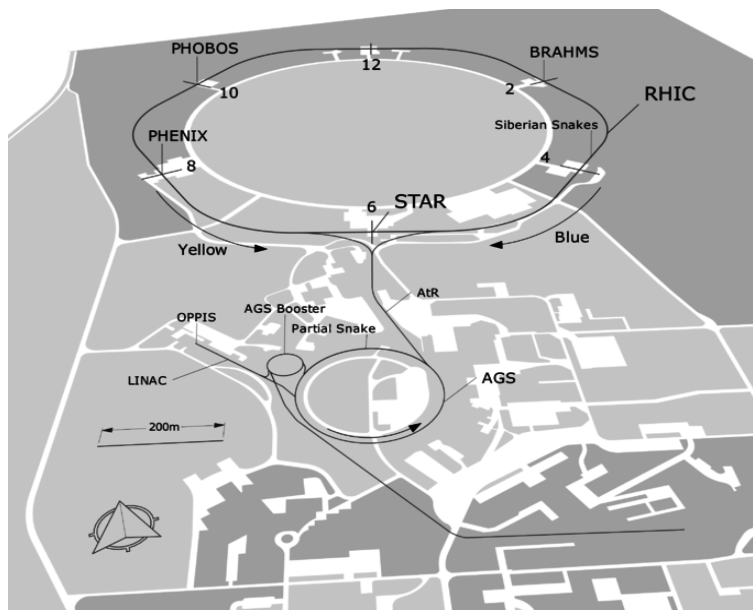 PHOBOS
12
BRAHMS
10
2
RHIC
Siberian Snakes
PHENIX
8
4
6
STAR
Yellow
Blue
AtR
AGS Booster
OPPIS
Partial Snake
LINAC
AGS
200m